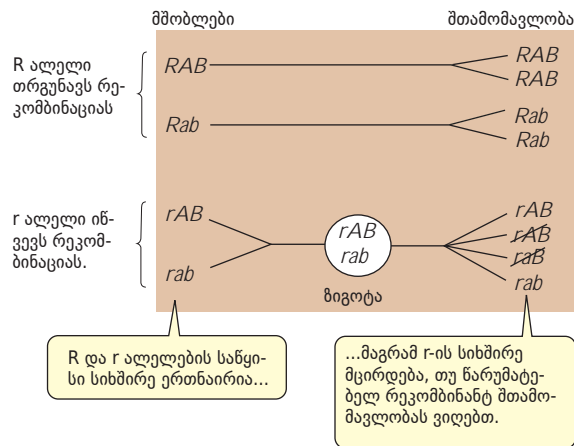 მშობლები
შთამომავლობა
R ალელი
თრგუნავს რე-
კომბინაციას
RAB
Rab
RAB
RAB
Rab
Rab
r ალელი იწ-
ვევს რეკომ-
ბინაციას.
rAB
rab
rAB
rab
ზიგოტა
rAB
rAB
raB
rab
R და r ალელების საწყი-
სი სიხშირე ერთნაირია...
...მაგრამ r-ის სიხშირე
მცირდება, თუ წარუმატე-
ბელ რეკომბინანტ შთამო-
მავლობას ვიღებთ.